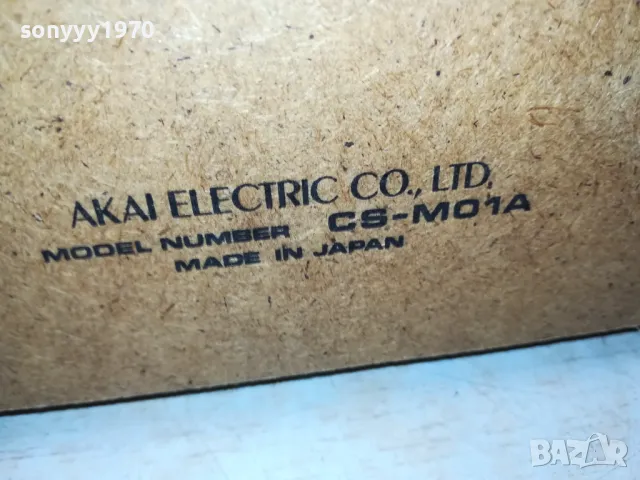 sonyyy1970
AKAI ELECTRIC CO., LTD.
MODEL NUMBER CS-M01A
MADE IN JAPAN
BAZAR